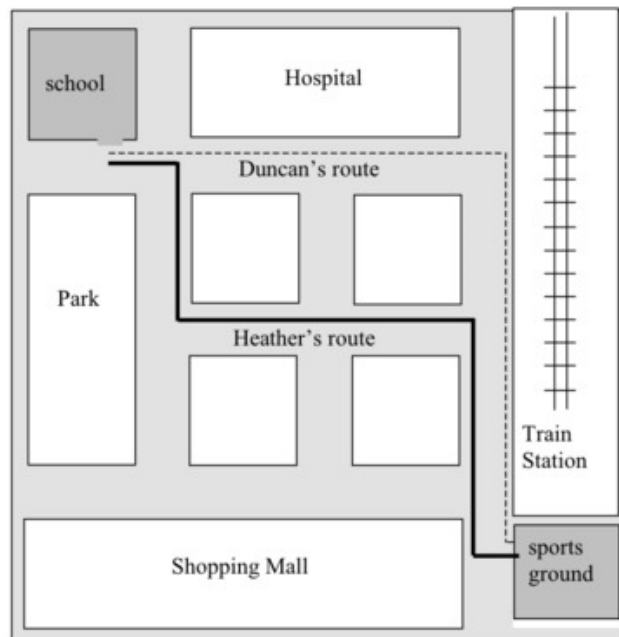 school
Hospital
Duncan's route
Park
Heather's route
Train
Station
Shopping Mall
sports
ground